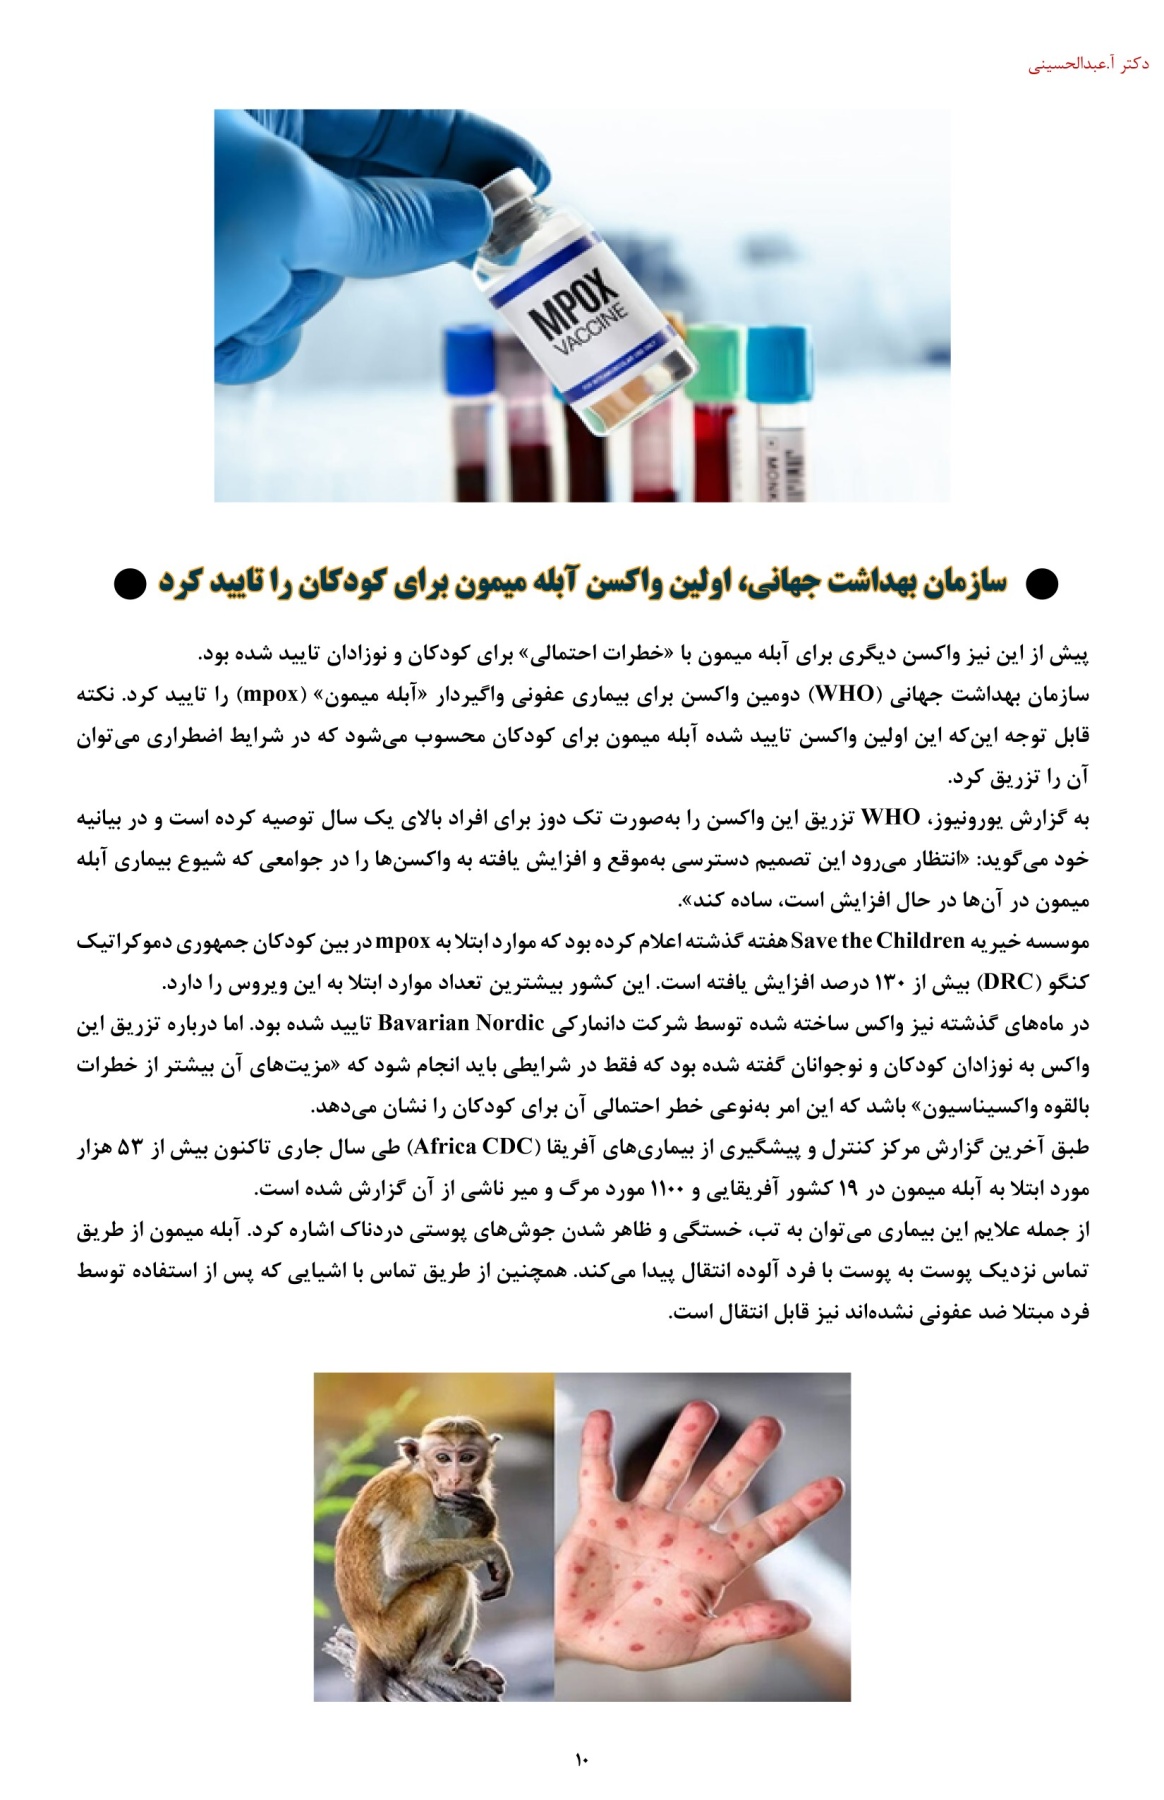 دکتر آ.عبدالحسینی
MPOX
VACCINE
FOR INTRAMUSCULAR USE ONLY
MONK
سازمان بهداشت جهانی، اولین واکسن آبله میمون برای کودکان را تایید کرد
پیش از این نیز واکسن دیگری برای آبله میمون با «خطرات احتمالی» برای کودکان و نوزادان تایید شده بود.
سازمان بهداشت جهانی (WHO) دومین واکسن برای بیماری عفونی واگیردار «آبله میمون» (mpox) را تایید کرد. نکته
قابل توجه این‌که این اولین واکسن تایید شده آبله میمون برای کودکان محسوب می‌شود که در شرایط اضطراری می‌توان
آن را تزریق کرد.
به گزارش یورونیوز، WHO تزریق این واکسن را به‌صورت تک دوز برای افراد بالای یک سال توصیه کرده است و در بیانیه
خود می‌گوید: «انتظار می‌رود این تصمیم دسترسی به‌موقع و افزایش یافته به واکسن‌ها را در جوامعی که شیوع بیماری آبله
میمون در آن‌ها در حال افزایش است، ساده کند».
موسسه خیریه Save the Children هفته گذشته اعلام کرده بود که موارد ابتلا به mpox در بین کودکان جمهوری دموکراتیک
کنگو (DRC) بیش از ۱۳۰ درصد افزایش یافته است. این کشور بیشترین تعداد موارد ابتلا به این ویروس را دارد.
در ماه‌های گذشته نیز واکس ساخته شده توسط شرکت دانمارکی Bavarian Nordic تایید شده بود. اما درباره تزریق این
واکس به نوزادان کودکان و نوجوانان گفته شده بود که فقط در شرایطی باید انجام شود که «مزیت‌های آن بیشتر از خطرات
بالقوه واکسیناسیون» باشد که این امر به‌نوعی خطر احتمالی آن برای کودکان را نشان می‌دهد.
طبق آخرین گزارش مرکز کنترل و پیشگیری از بیماری‌های آفریقا (Africa CDC) طی سال جاری تاکنون بیش از ۵۳ هزار
مورد ابتلا به آبله میمون در ۱۹ کشور آفریقایی و ۱۱۰۰ مورد مرگ و میر ناشی از آن گزارش شده است.
از جمله علایم این بیماری می‌توان به تب، خستگی و ظاهر شدن جوش‌های پوستی دردناک اشاره کرد. آبله میمون از طریق
تماس نزدیک پوست به پوست با فرد آلوده انتقال پیدا می‌کند. همچنین از طریق تماس با اشیایی که پس از استفاده توسط
فرد مبتلا ضد عفونی نشده‌اند نیز قابل انتقال است.
۱۰